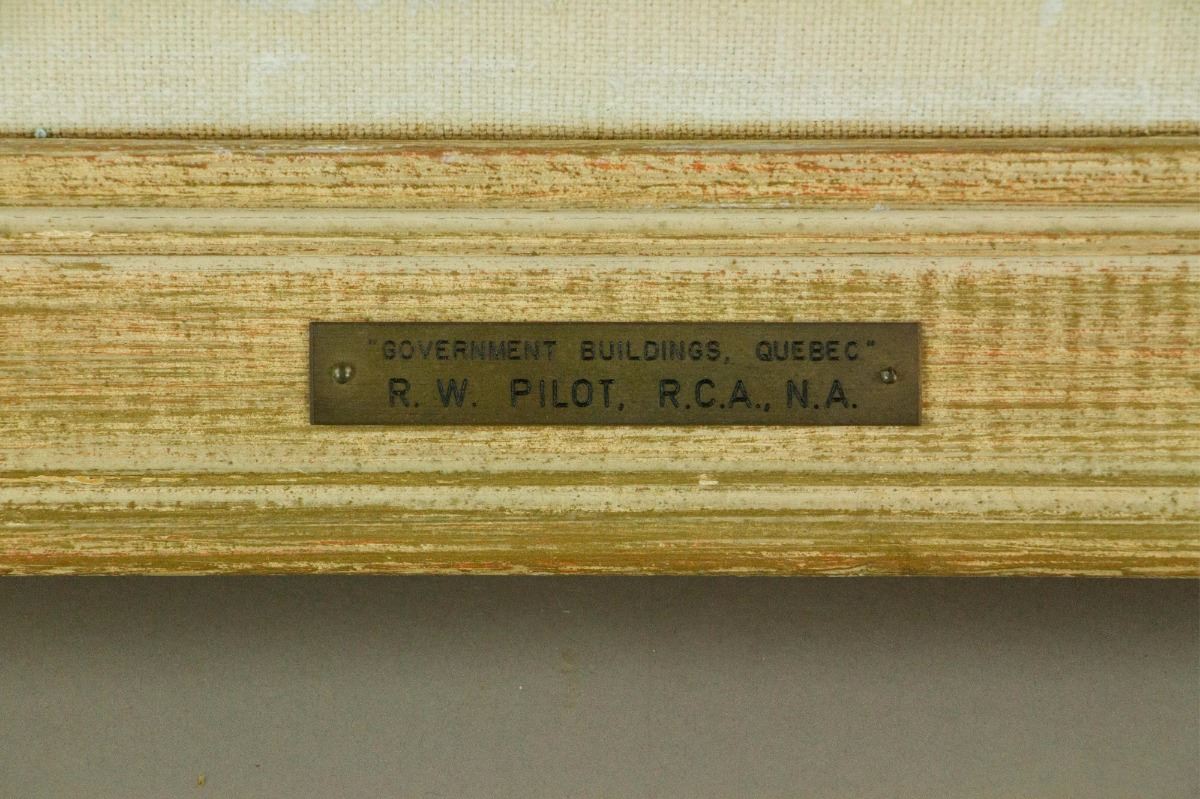 "GOVERNMENT BUILDINGS, QUEBEC"
R. W. PILOT, R.C.A., N.A.